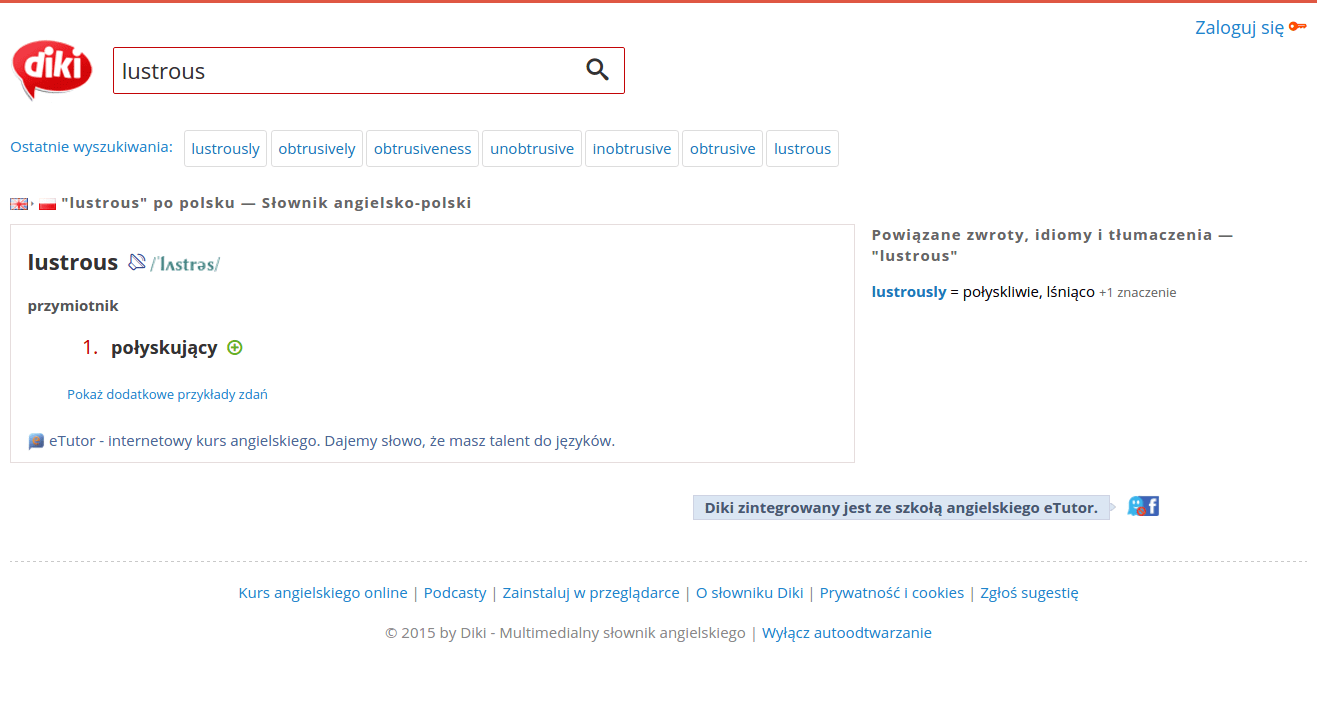 Zaloguj się
diki
lustrous
Ostatnie wyszukiwania: lustrously obtrusively obtrusiveness unobtrusive inobtrusive obtrusive lustrous
"lustrous" po polsku — Słownik angielsko-polski
lustrous /ˈlʌstrəs/
przymiotnik
1. połyskujący
Pokaż dodatkowe przykłady zdań
eTutor - internetowy kurs angielskiego. Dajemy słowo, że masz talent do języków.
Powiązane zwroty, idiomy i tłumaczenia —
"lustrous"
lustrously = połyskliwie, lśniąco +1 znaczenie
Diki zintegrowany jest ze szkołą angielskiego eTutor.
f
Kurs angielskiego online | Podcasty | Zainstaluj w przeglądarce | O słowniku Diki | Prywatność i cookies | Zgłoś sugestię
© 2015 by Diki - Multimedialny słownik angielskiego | Wyłącz autoodtwarzanie